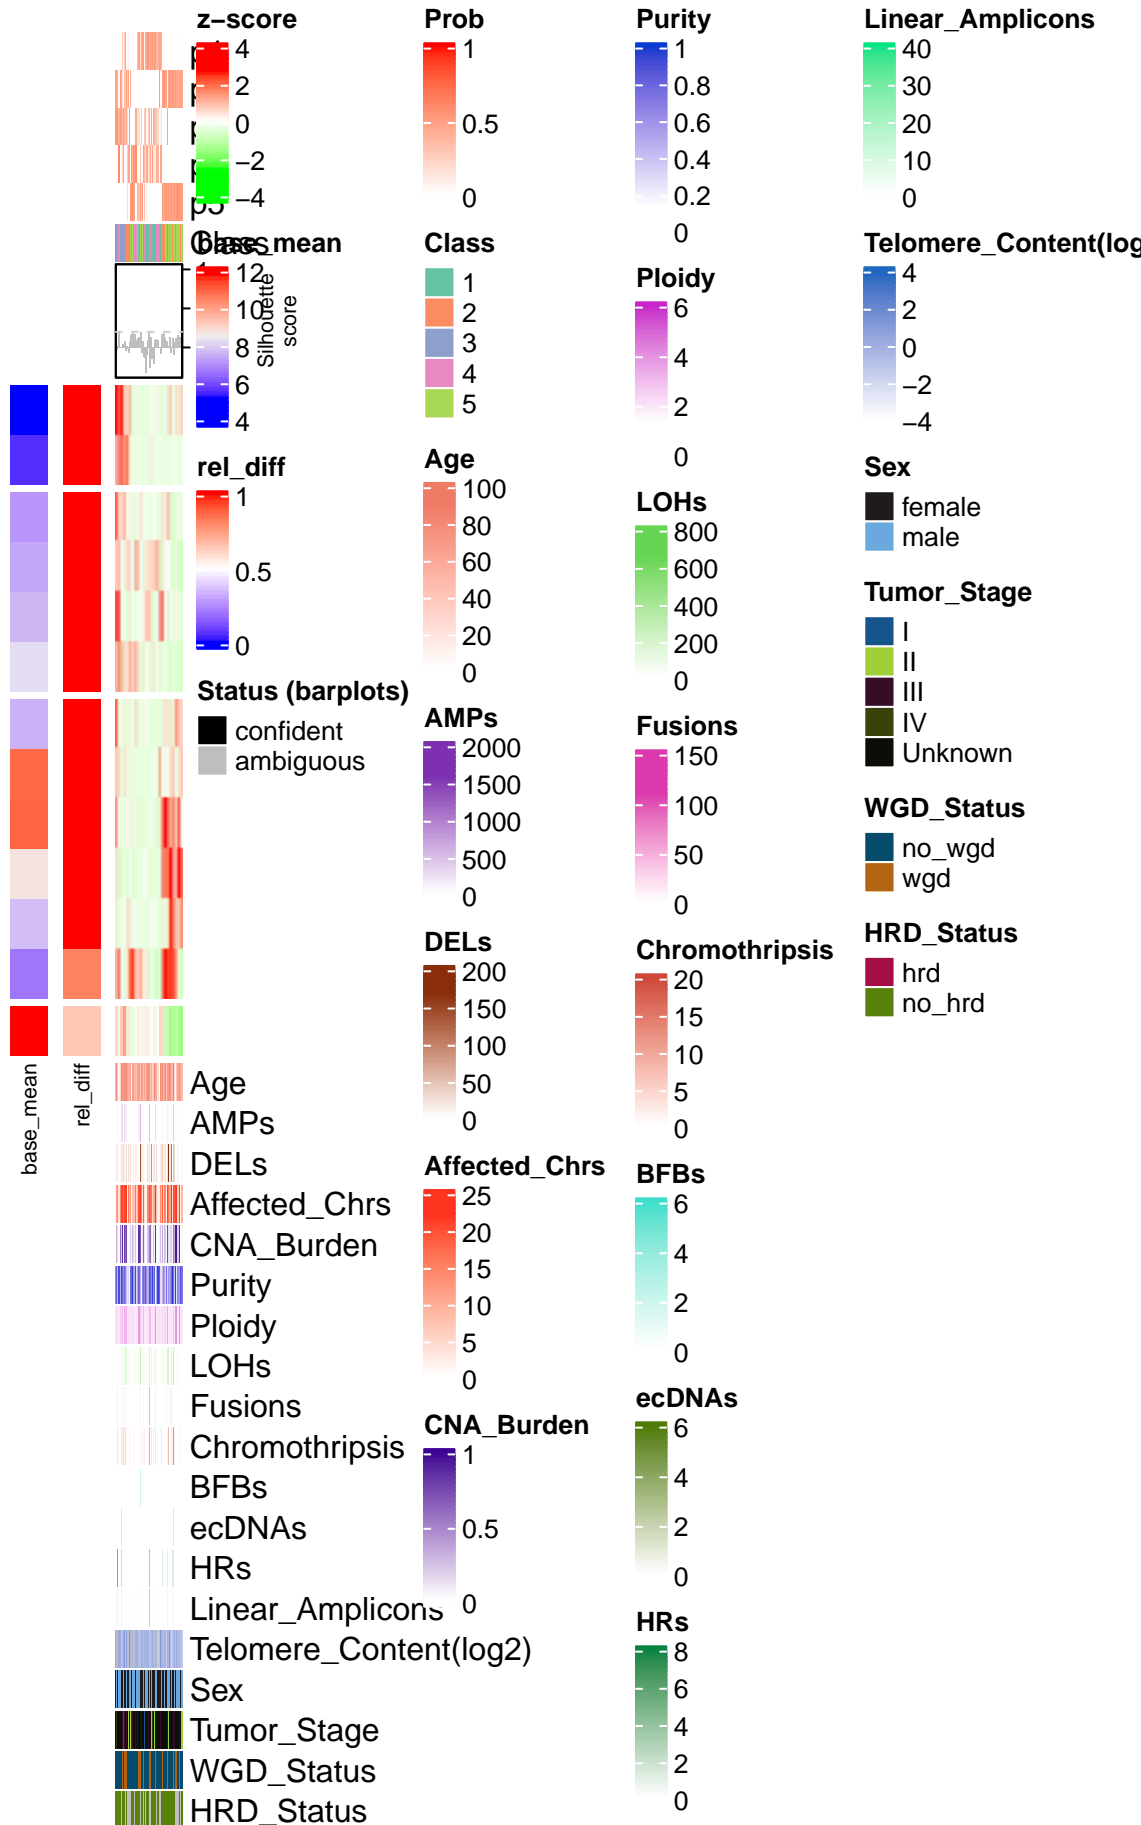 z−score
4
2
0
−2
−4
p
p
p
p
p5
Class
base_mean
12
10
8
6
4
Silhouette
score
rel_diff
1
0.5
0
Status (barplots)
confident
ambiguous
base_mean
rel_diff
Age
AMPs
DELs
Affected_Chrs
CNA_Burden
Purity
Ploidy
LOHs
Fusions
Chromothripsis
BFBs
ecDNAs
HRs
Linear_Amplicons
Telomere_Content(log2)
Sex
Tumor_Stage
WGD_Status
HRD_Status
Prob
1
0.5
0
Class
1
2
3
4
5
Age
100
80
60
40
20
0
AMPs
2000
1500
1000
500
0
DELs
200
150
100
50
0
Affected_Chrs
25
20
15
10
5
0
CNA_Burden
1
0.5
0
Purity
1
0.8
0.6
0.4
0.2
0
Ploidy
6
4
2
0
LOHs
800
600
400
200
0
Fusions
150
100
50
0
Chromothripsis
20
15
10
5
0
BFBs
6
4
2
0
ecDNAs
6
4
2
0
HRs
8
6
4
2
0
Linear_Amplicons
40
30
20
10
0
Telomere_Content(log
4
2
0
−2
−4
Sex
female
male
Tumor_Stage
I
II
III
IV
Unknown
WGD_Status
no_wgd
wgd
HRD_Status
hrd
no_hrd